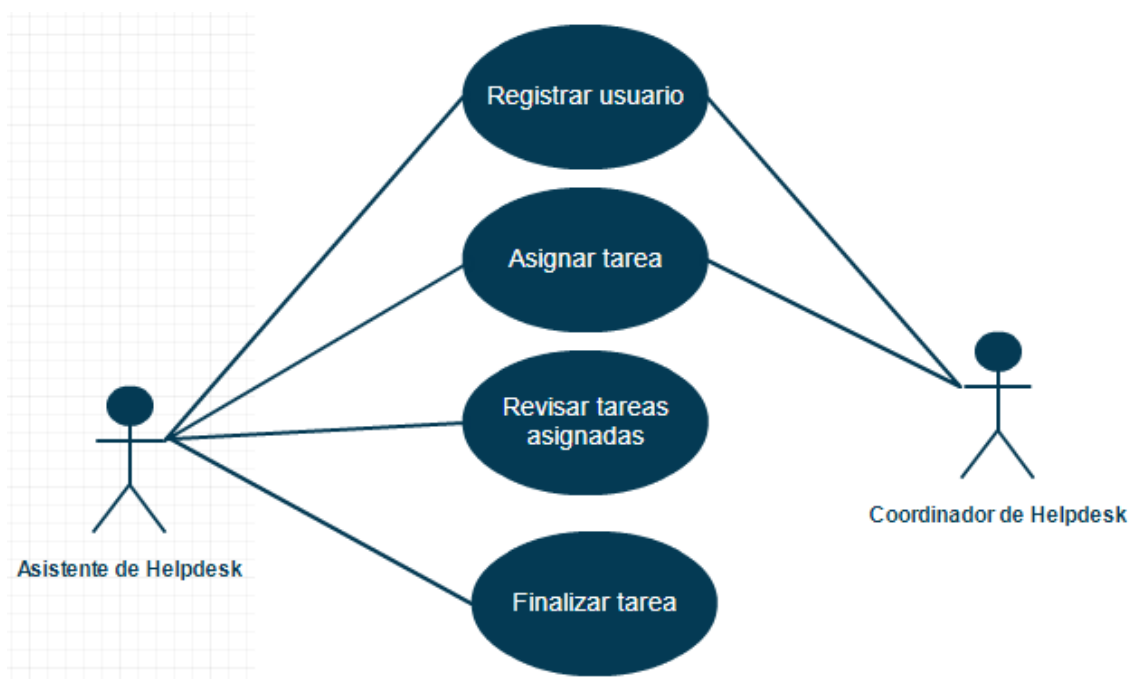 Registrar usuario
Asignar tarea
Revisar tareas
asignadas
Coordinador de Helpdesk
Asistente de Helpdesk
Finalizar tarea